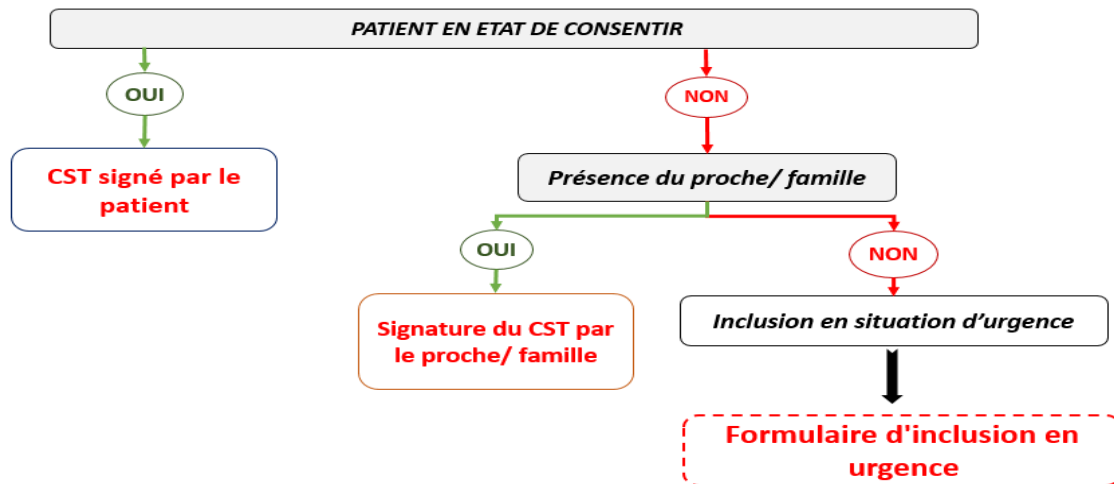 PATIENT EN ETAT DE CONSENTIR
OUI
NON
CST signé par le
patient
Présence du proche/ famille
OUI
NON
Signature du CST par
le proche/ famille
Inclusion en situation d’urgence
Formulaire d'inclusion en
urgence